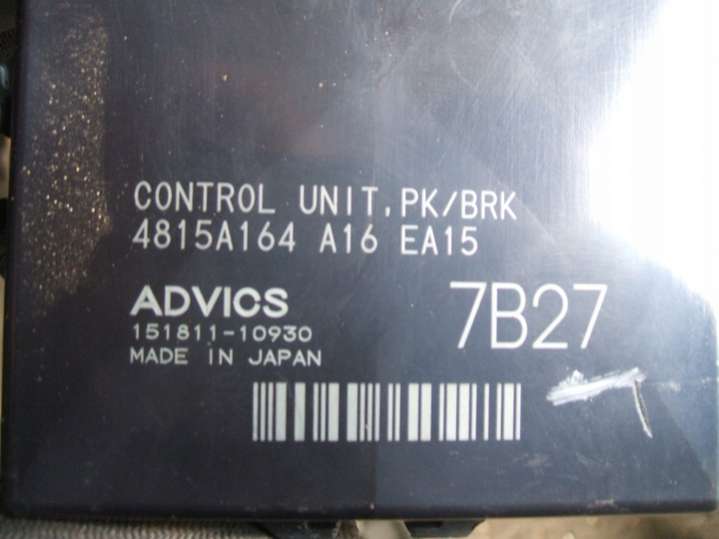 CONTROL UNIT,PK/BRK
4815A164 A16 EA15
ADVICS 7B27
151811-10930
MADE IN JAPAN